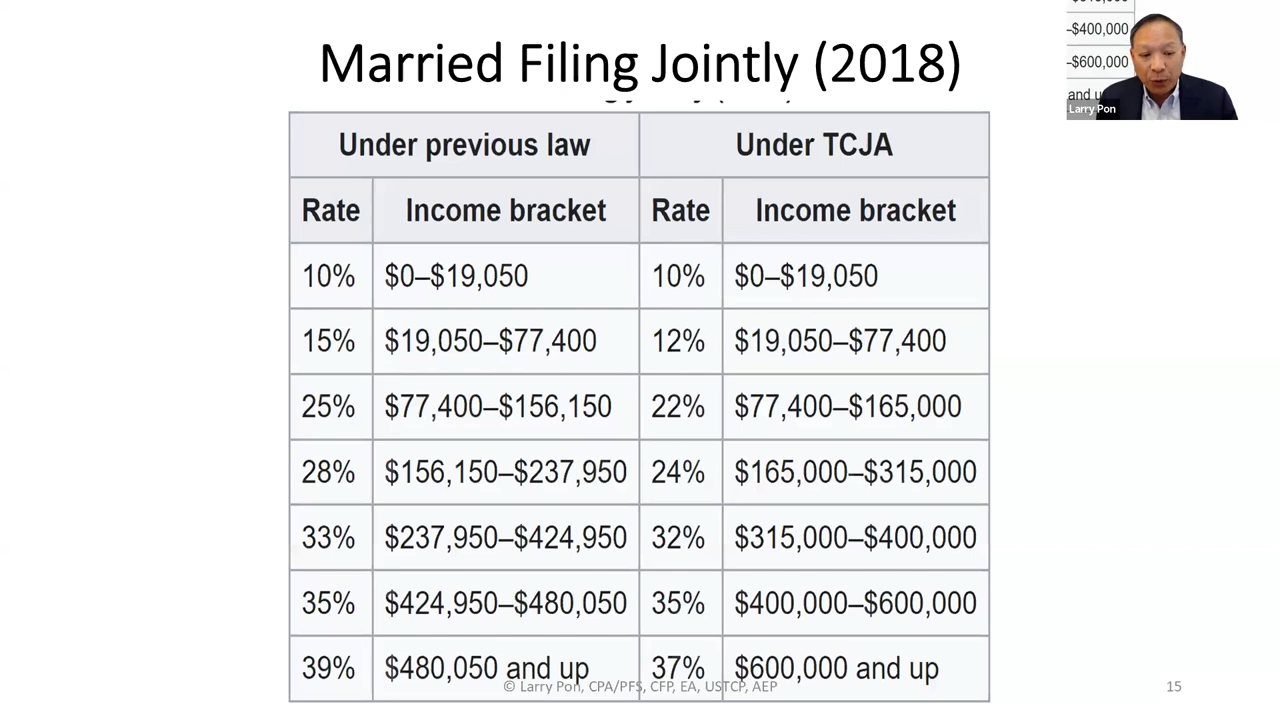 Married Filing Jointly (2018)
Under previous law Under TCJA
Rate Income bracket Rate Income bracket
10% $0–$19,050 10% $0–$19,050
15% $19,050–$77,400 12% $19,050–$77,400
25% $77,400–$156,150 22% $77,400–$165,000
28% $156,150–$237,950 24% $165,000–$315,000
33% $237,950–$424,950 32% $315,000–$400,000
35% $424,950–$480,050 35% $400,000–$600,000
39% $480,050 and up 37% $600,000 and up
© Larry Pon, CPA/PFS, CFP, EA, USTCP, AEP
15
–$400,000
–$600,000
and
Larry Pon